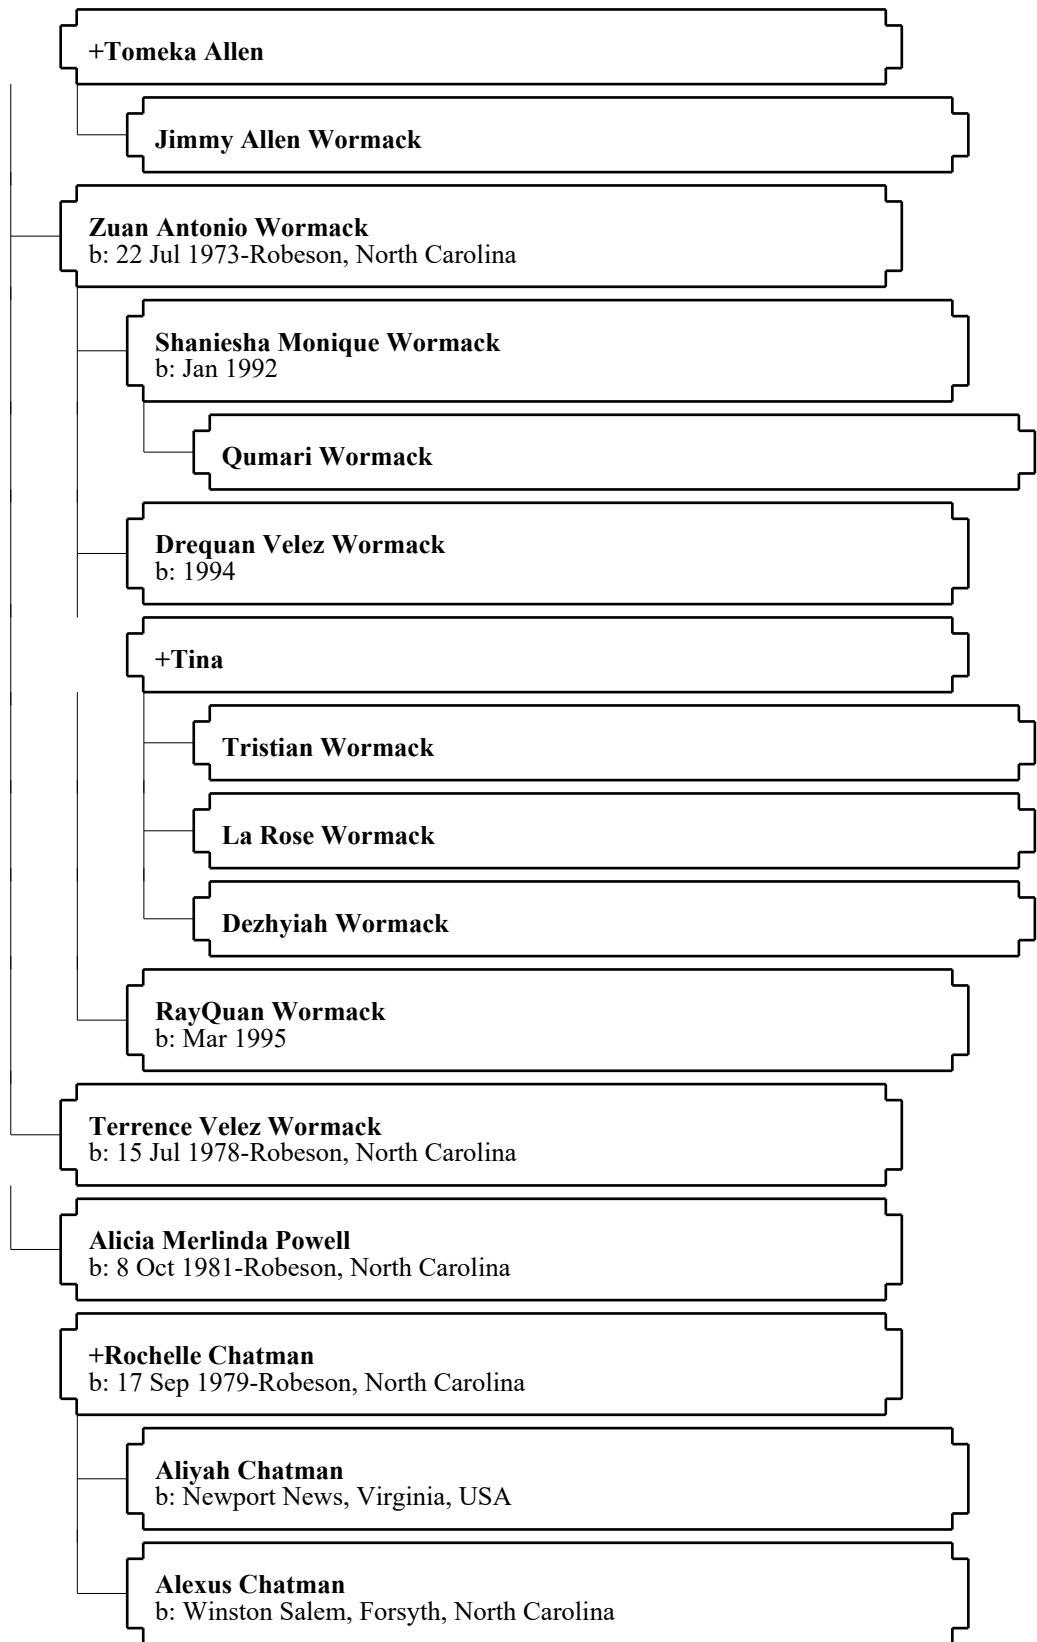 +Tomeka Allen
Jimmy Allen Wormack
Zuan Antonio Wormack
b: 22 Jul 1973-Robeson, North Carolina
Shaniesha Monique Wormack
b: Jan 1992
Qumari Wormack
Drequan Velez Wormack
b: 1994
+Tina
Tristian Wormack
La Rose Wormack
Dezhyiah Wormack
RayQuan Wormack
b: Mar 1995
Terrence Velez Wormack
b: 15 Jul 1978-Robeson, North Carolina
Alicia Merlinda Powell
b: 8 Oct 1981-Robeson, North Carolina
+Rochelle Chatman
b: 17 Sep 1979-Robeson, North Carolina
Aliyah Chatman
b: Newport News, Virginia, USA
Alexus Chatman
b: Winston Salem, Forsyth, North Carolina